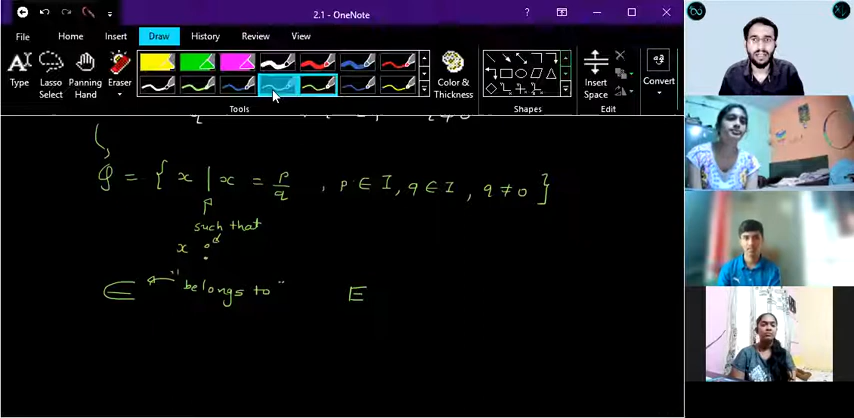 2.1 - OneNote
File Home Insert Draw History Review View
Type Lasso Select Panning Hand Eraser Color & Thickness Insert Space Convert
Tools Shapes Edit
Q = { x | x = p/q , p ∈ I, q ∈ I, q ≠ 0 }
such that
x :
∈ "belongs to" E